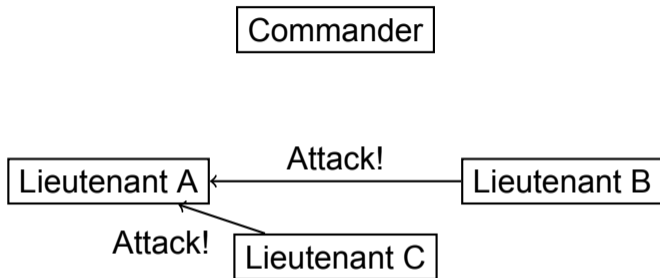 Commander
Attack!
Lieutenant A
Lieutenant B
Attack!
Lieutenant C